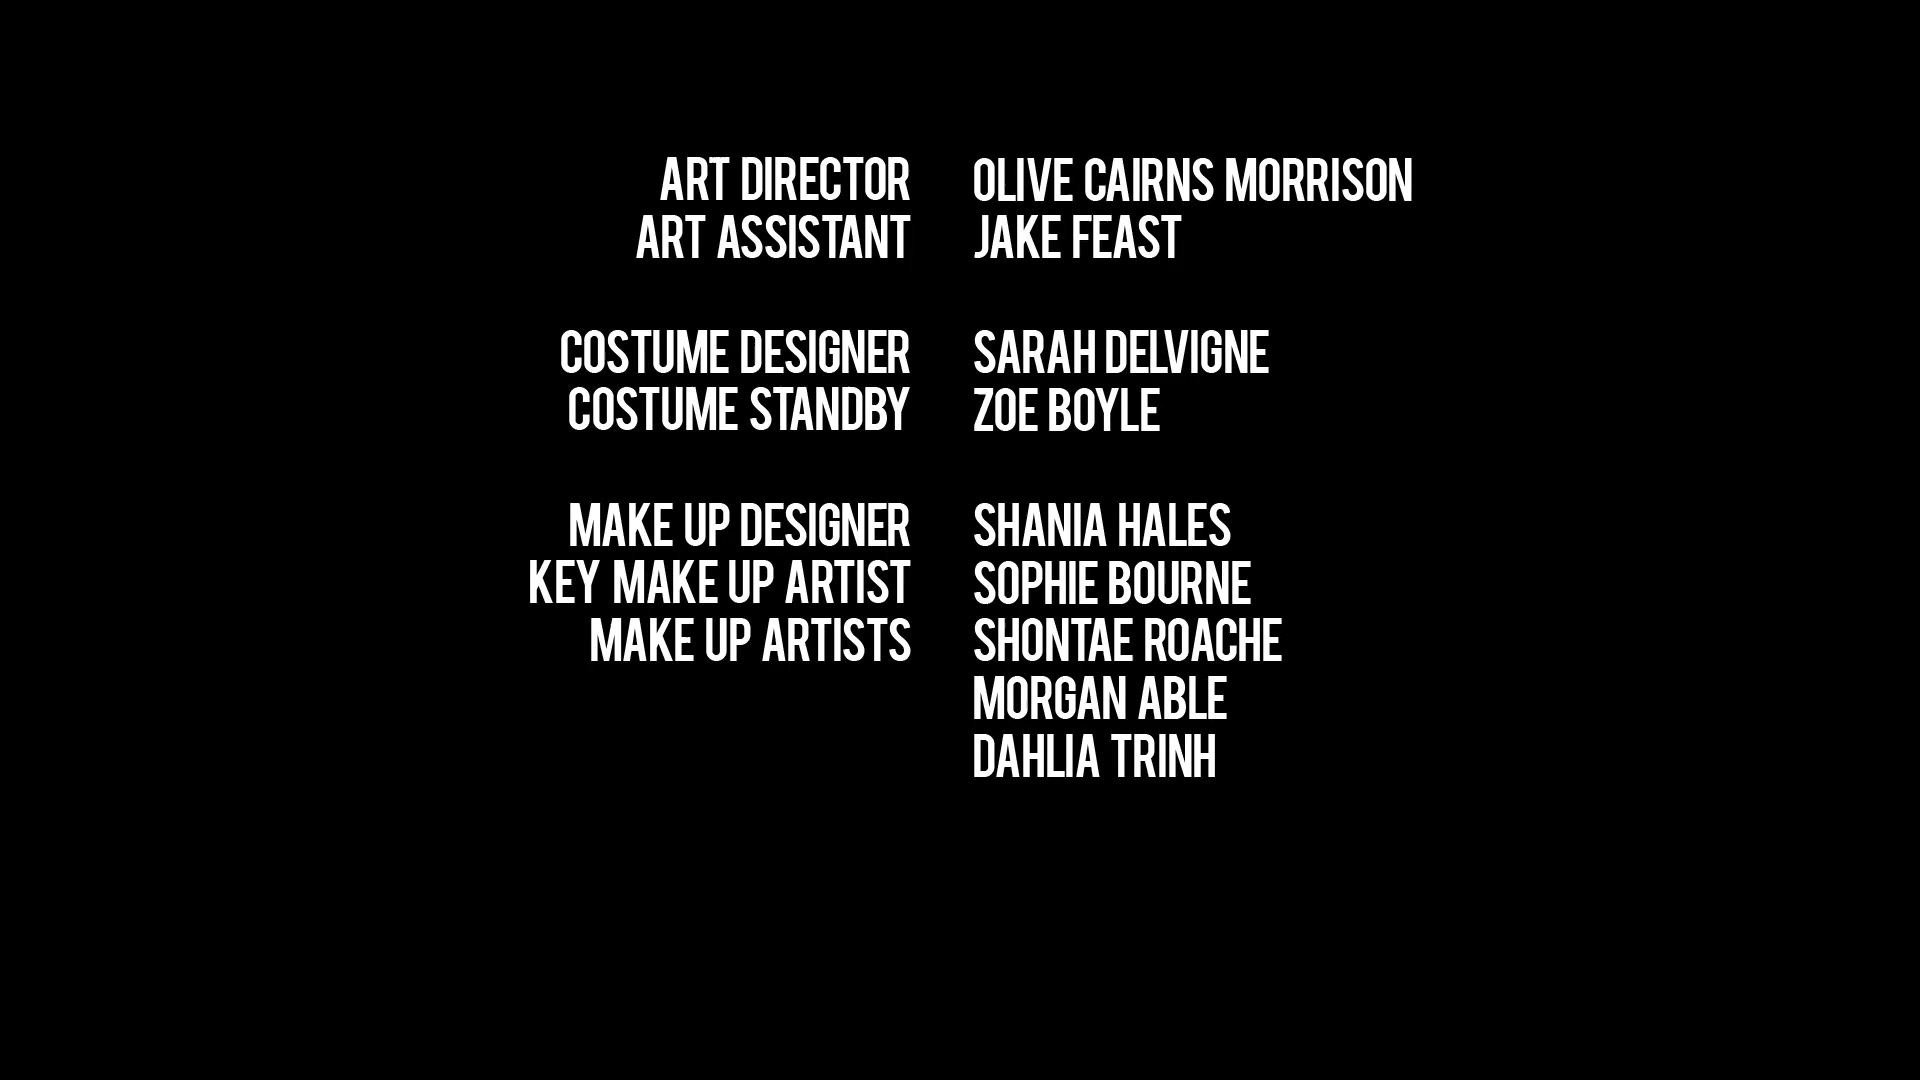 ART DIRECTOR OLIVE CAIRNS MORRISON
ART ASSISTANT JAKE FEAST
COSTUME DESIGNER SARAH DELVIGNE
COSTUME STANDBY ZOE BOYLE
MAKE UP DESIGNER SHANIA HALES
KEY MAKE UP ARTIST SOPHIE BOURNE
MAKE UP ARTISTS SHONTAE ROACHE
MORGAN ABLE
DAHLIA TRINH